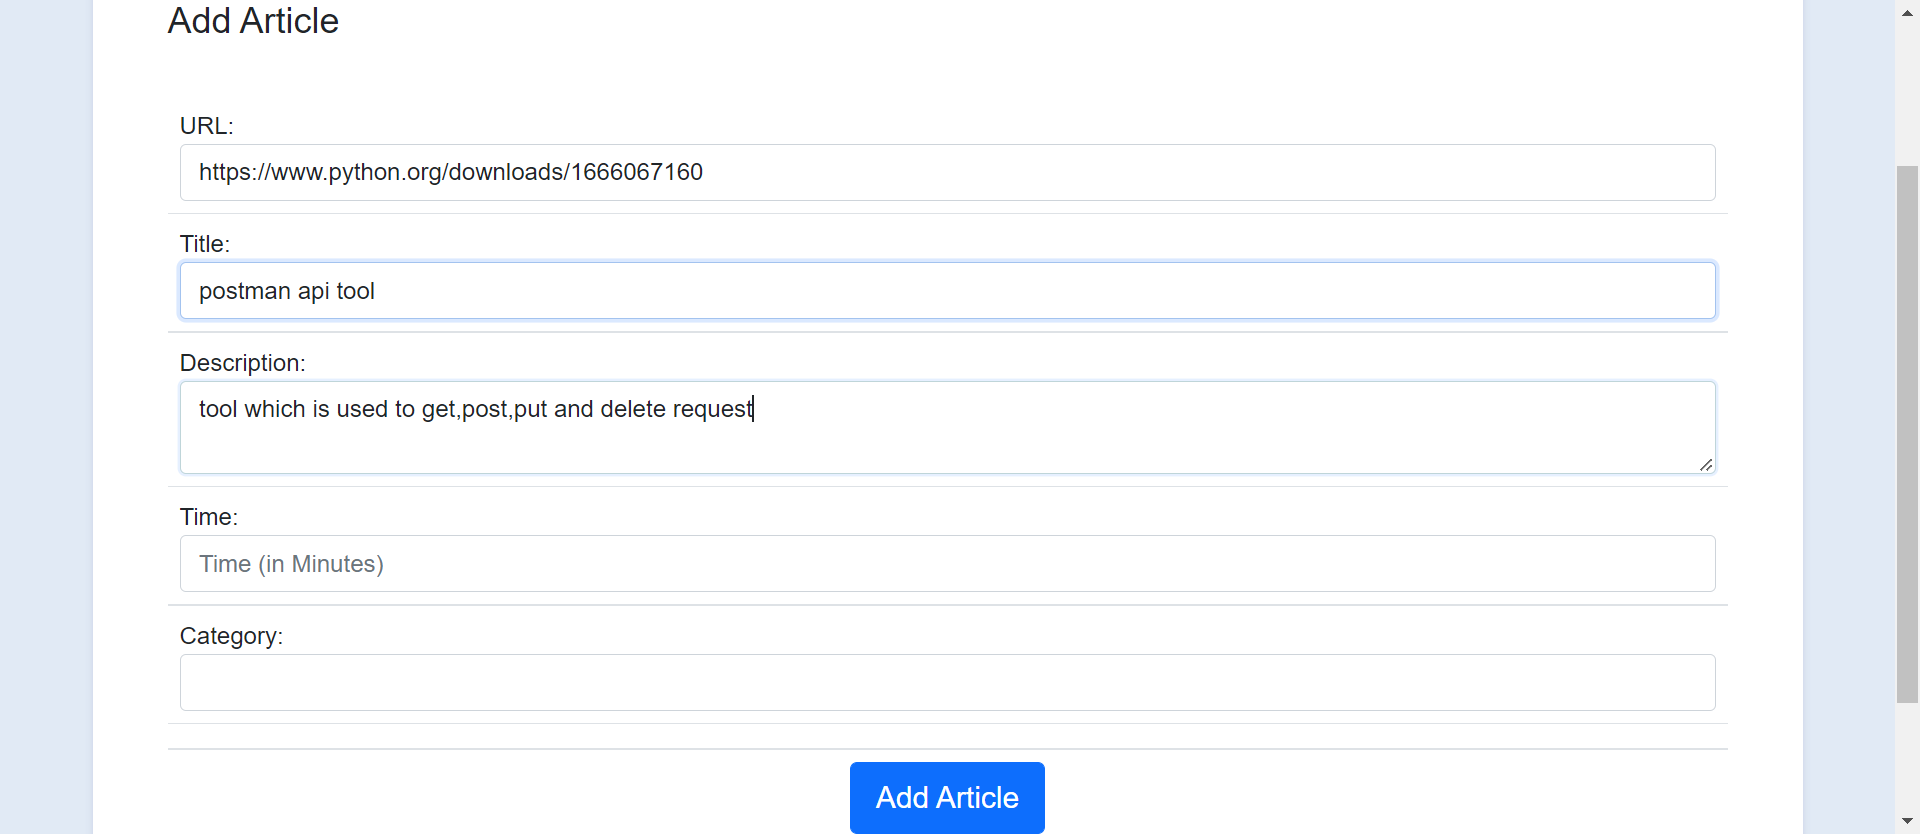 Add Article
URL:
https://www.python.org/downloads/1666067160
Title:
postman api tool
Description:
tool which is used to get,post,put and delete request
Time:
Time (in Minutes)
Category:
Add Article